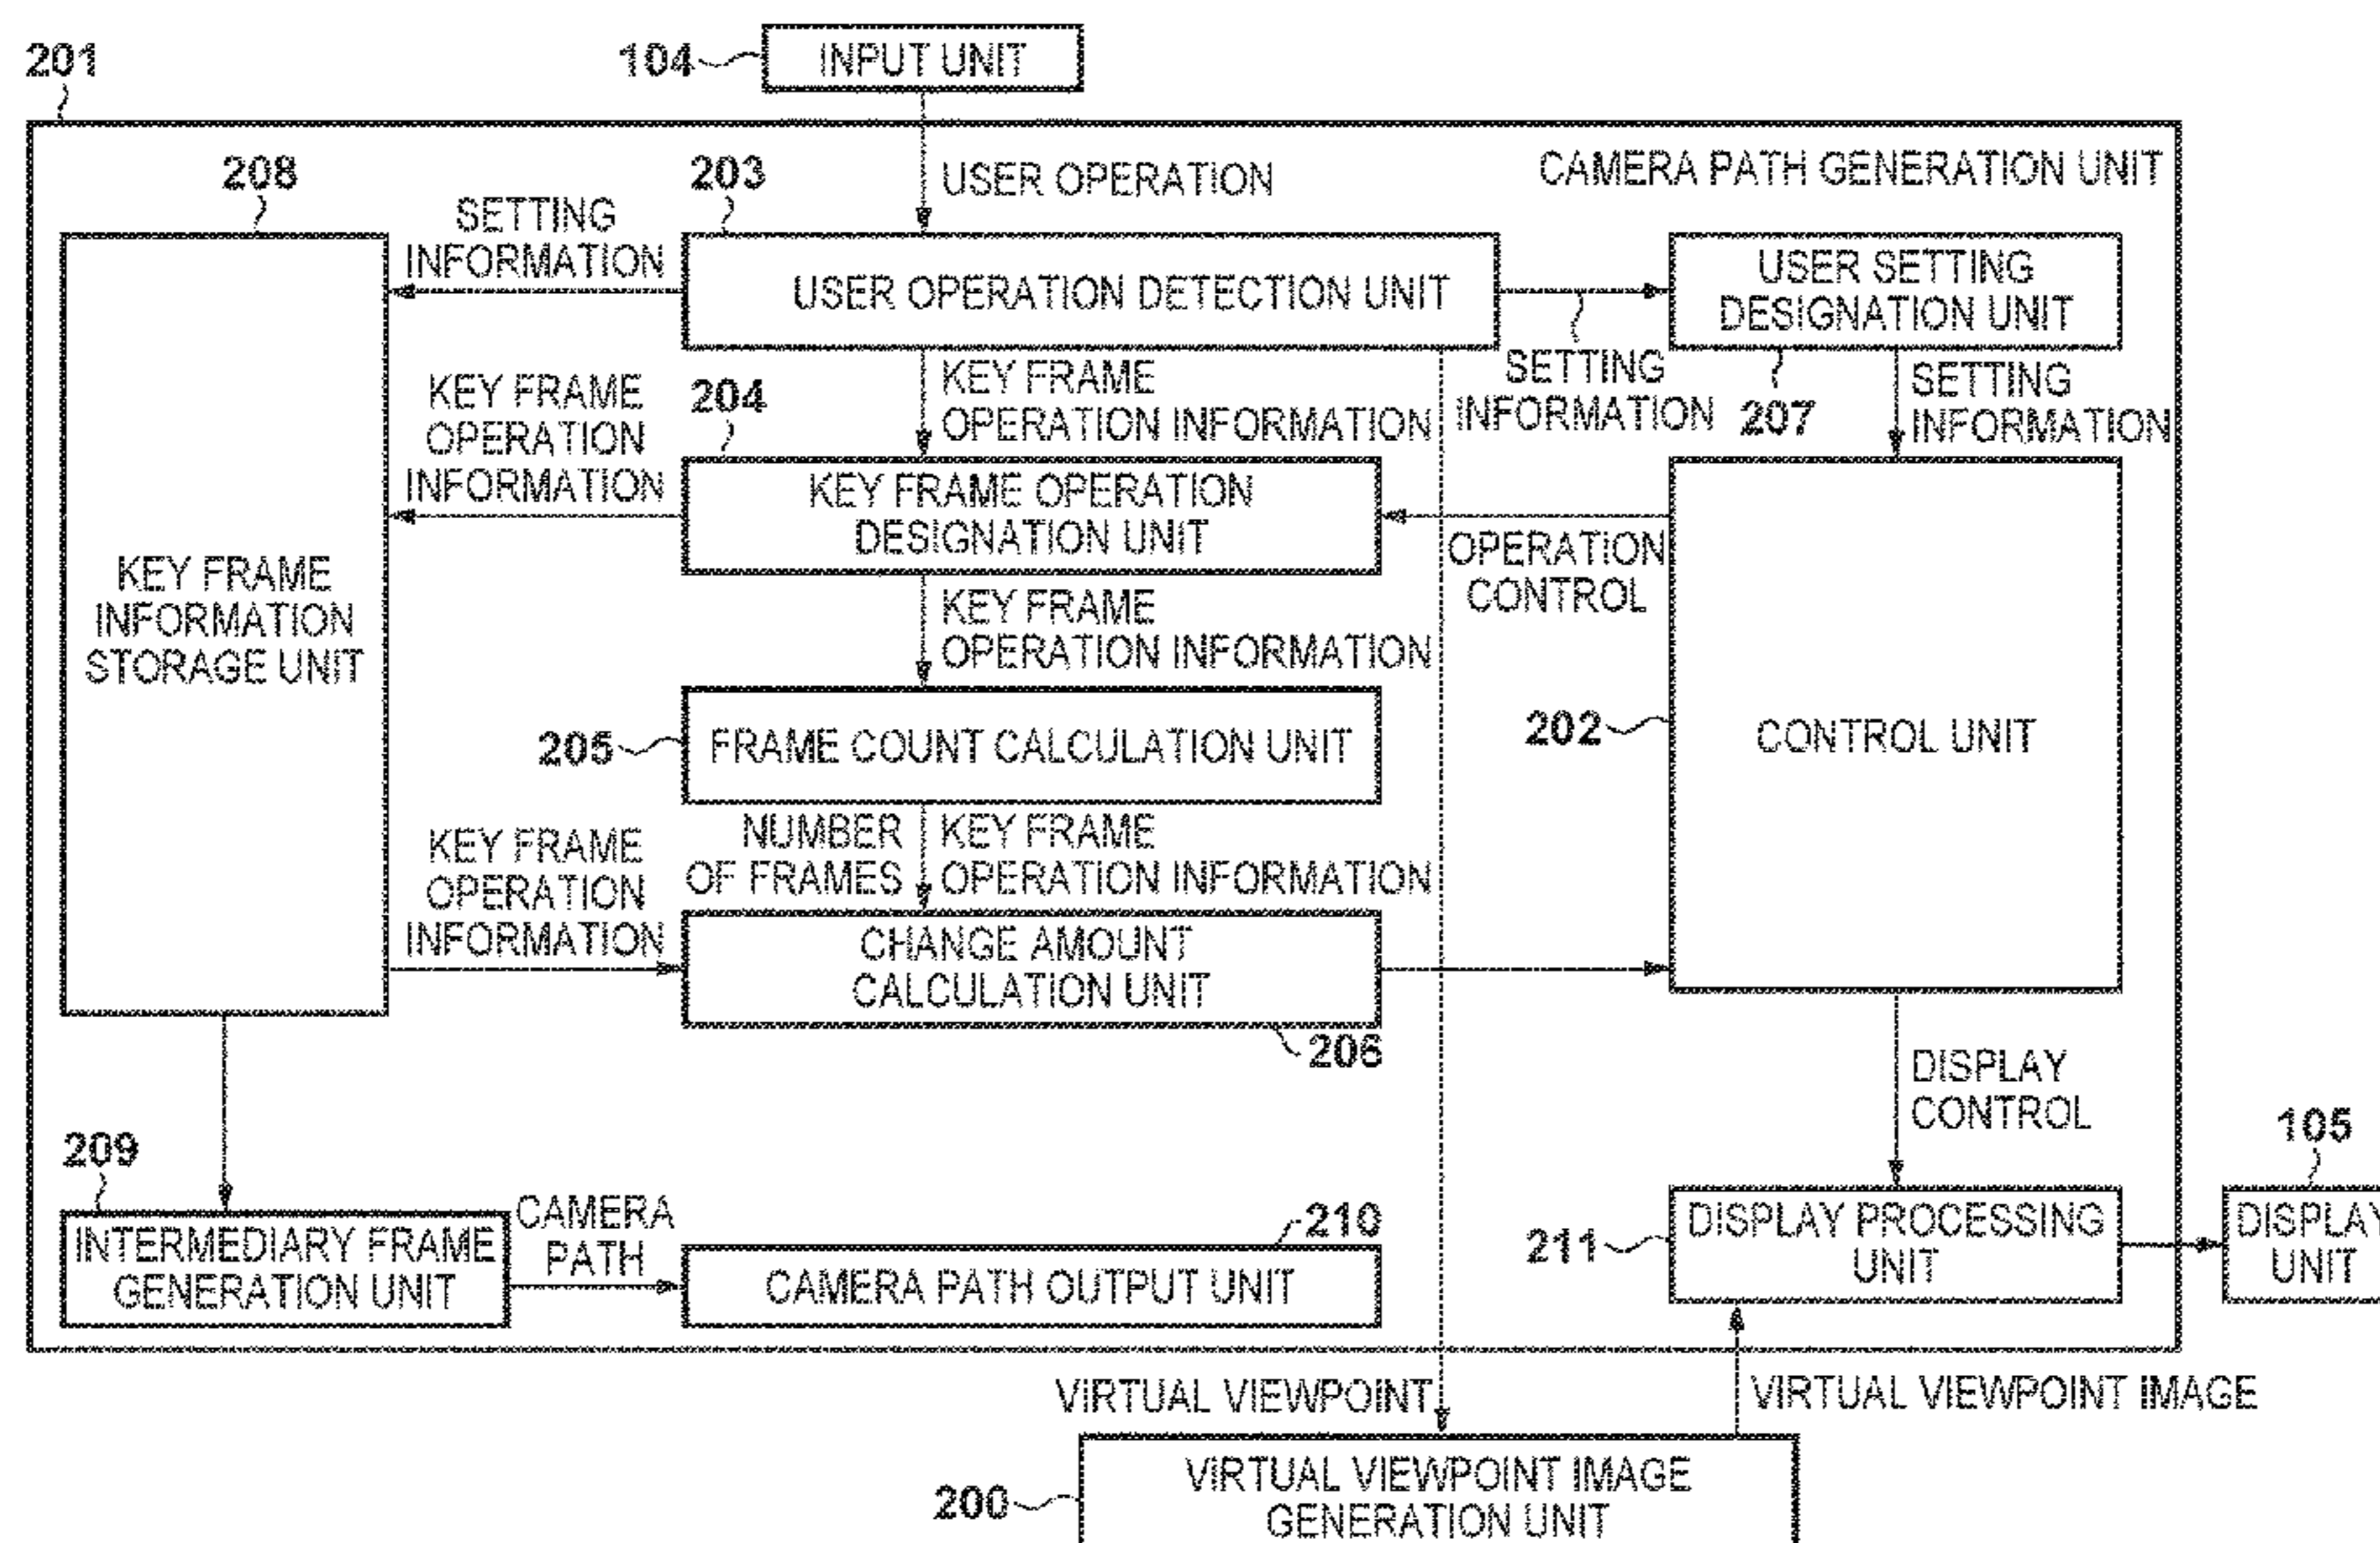 201
104
INPUT UNIT
208
203
USER OPERATION
CAMERA PATH GENERATION UNIT
SETTING
INFORMATION
USER OPERATION DETECTION UNIT
USER SETTING
DESIGNATION UNIT
KEY FRAME
OPERATION
INFORMATION
204
KEY FRAME
OPERATION INFORMATION
SETTING
INFORMATION
207
SETTING
INFORMATION
KEY FRAME OPERATION
DESIGNATION UNIT
OPERATION
CONTROL
KEY FRAME
INFORMATION
STORAGE UNIT
KEY FRAME
OPERATION INFORMATION
205
FRAME COUNT CALCULATION UNIT
202
CONTROL UNIT
KEY FRAME
OPERATION
INFORMATION
NUMBER
OF FRAMES
KEY FRAME
OPERATION INFORMATION
CHANGE AMOUNT
CALCULATION UNIT
206
DISPLAY
CONTROL
209
105
INTERMEDIARY FRAME
GENERATION UNIT
CAMERA
PATH
210
CAMERA PATH OUTPUT UNIT
211
DISPLAY PROCESSING
UNIT
DISPLAY
UNIT
VIRTUAL VIEWPOINT
VIRTUAL VIEWPOINT IMAGE
200
VIRTUAL VIEWPOINT IMAGE
GENERATION UNIT